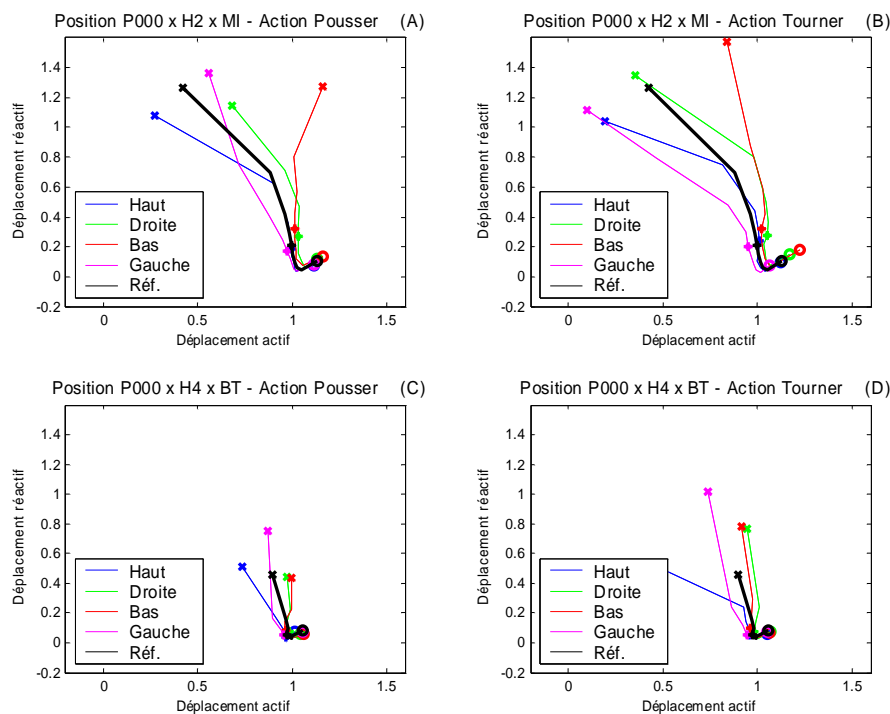 Position P000 x H2 x MI - Action Pousser (A)
Déplacement réactif
1.4
1.2
1
0.8
0.6
0.4
0.2
0
-0.2
Haut
Droite
Bas
Gauche
Réf.
0 0.5 1 1.5
Déplacement actif
Position P000 x H2 x MI - Action Tourner (B)
Déplacement réactif
1.4
1.2
1
0.8
0.6
0.4
0.2
0
-0.2
Haut
Droite
Bas
Gauche
Réf.
0 0.5 1 1.5
Déplacement actif
Position P000 x H4 x BT - Action Pousser (C)
Déplacement réactif
1.4
1.2
1
0.8
0.6
0.4
0.2
0
-0.2
Haut
Droite
Bas
Gauche
Réf.
0 0.5 1 1.5
Déplacement actif
Position P000 x H4 x BT - Action Tourner (D)
Déplacement réactif
1.4
1.2
1
0.8
0.6
0.4
0.2
0
-0.2
Haut
Droite
Bas
Gauche
Réf.
0 0.5 1 1.5
Déplacement actif